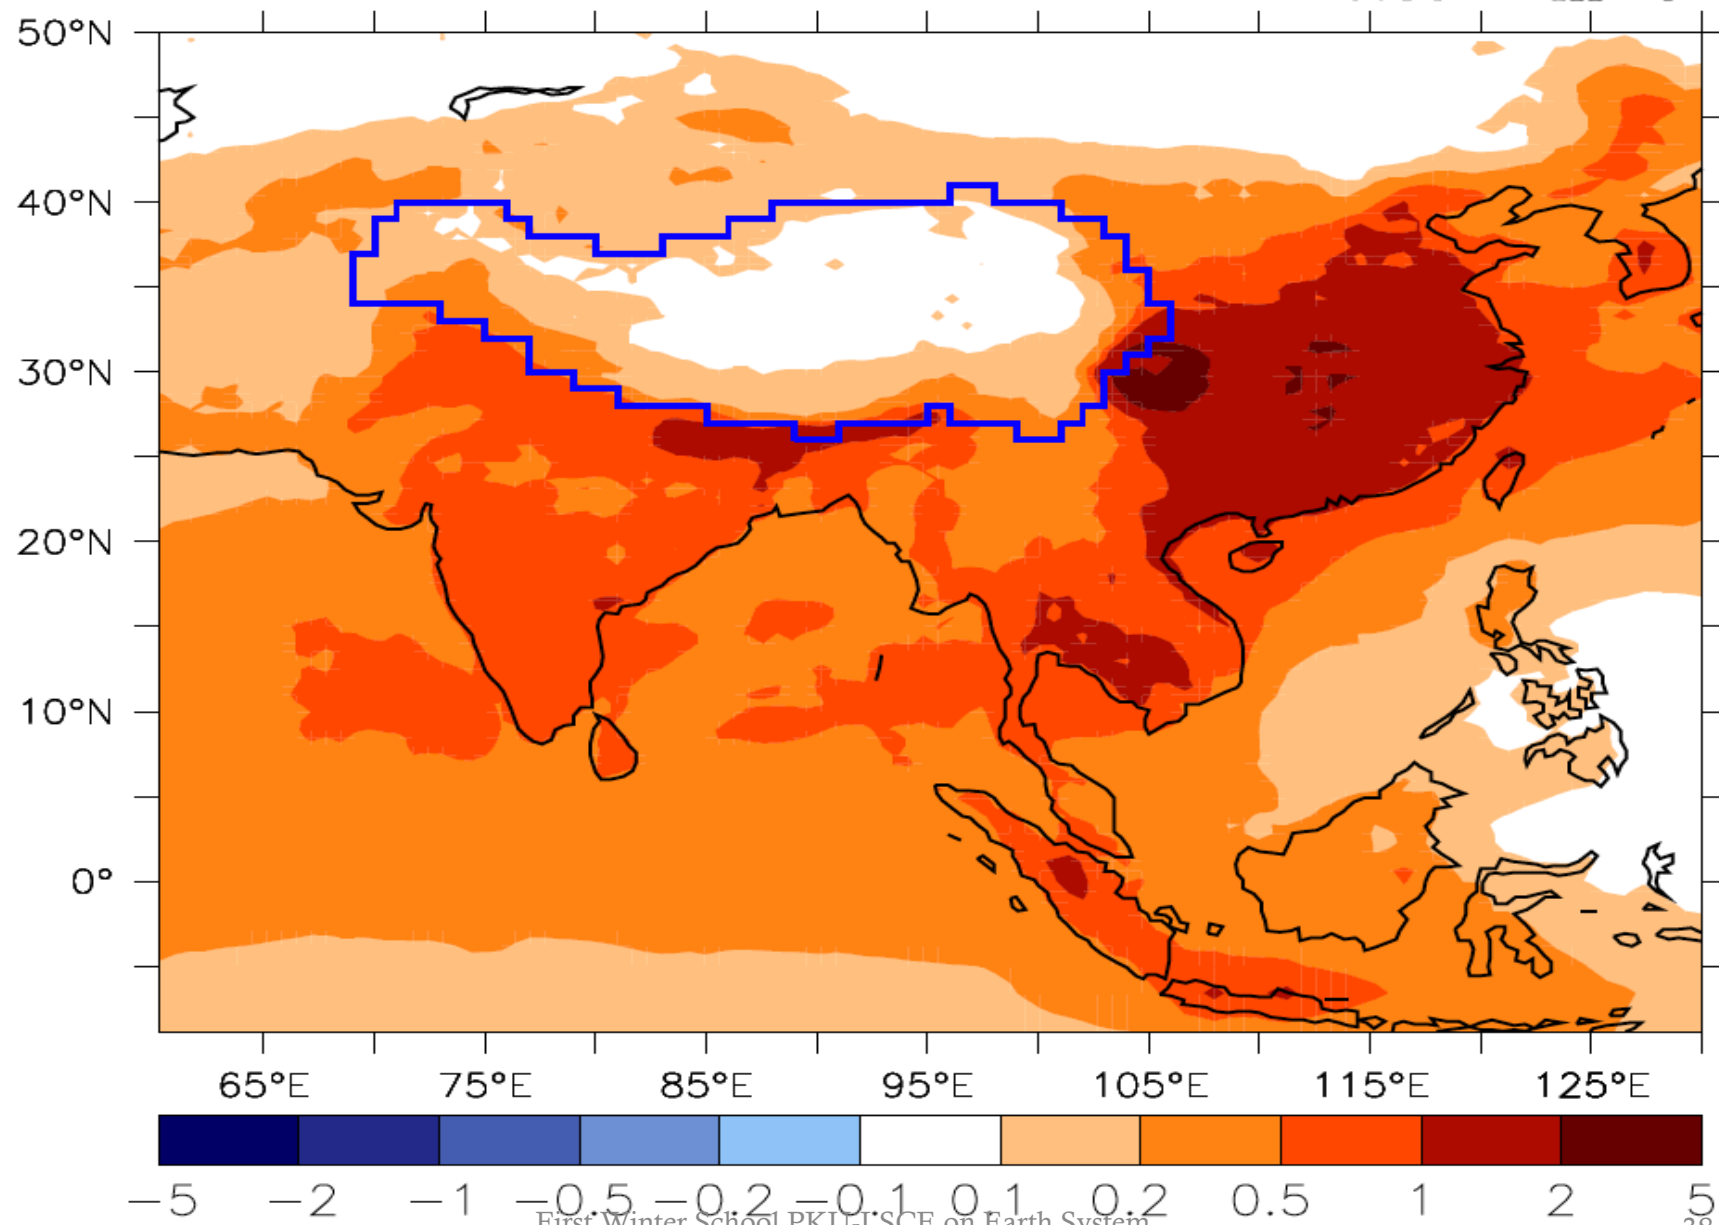 50°N
40°N
30°N
20°N
10°N
0°
65°E 75°E 85°E 95°E 105°E 115°E 125°E
−5 −2 −1 −0.5 −0.2 −0.1 0.1 0.2 0.5 1 2 5
First Winter School PKU-LSCE on Earth System